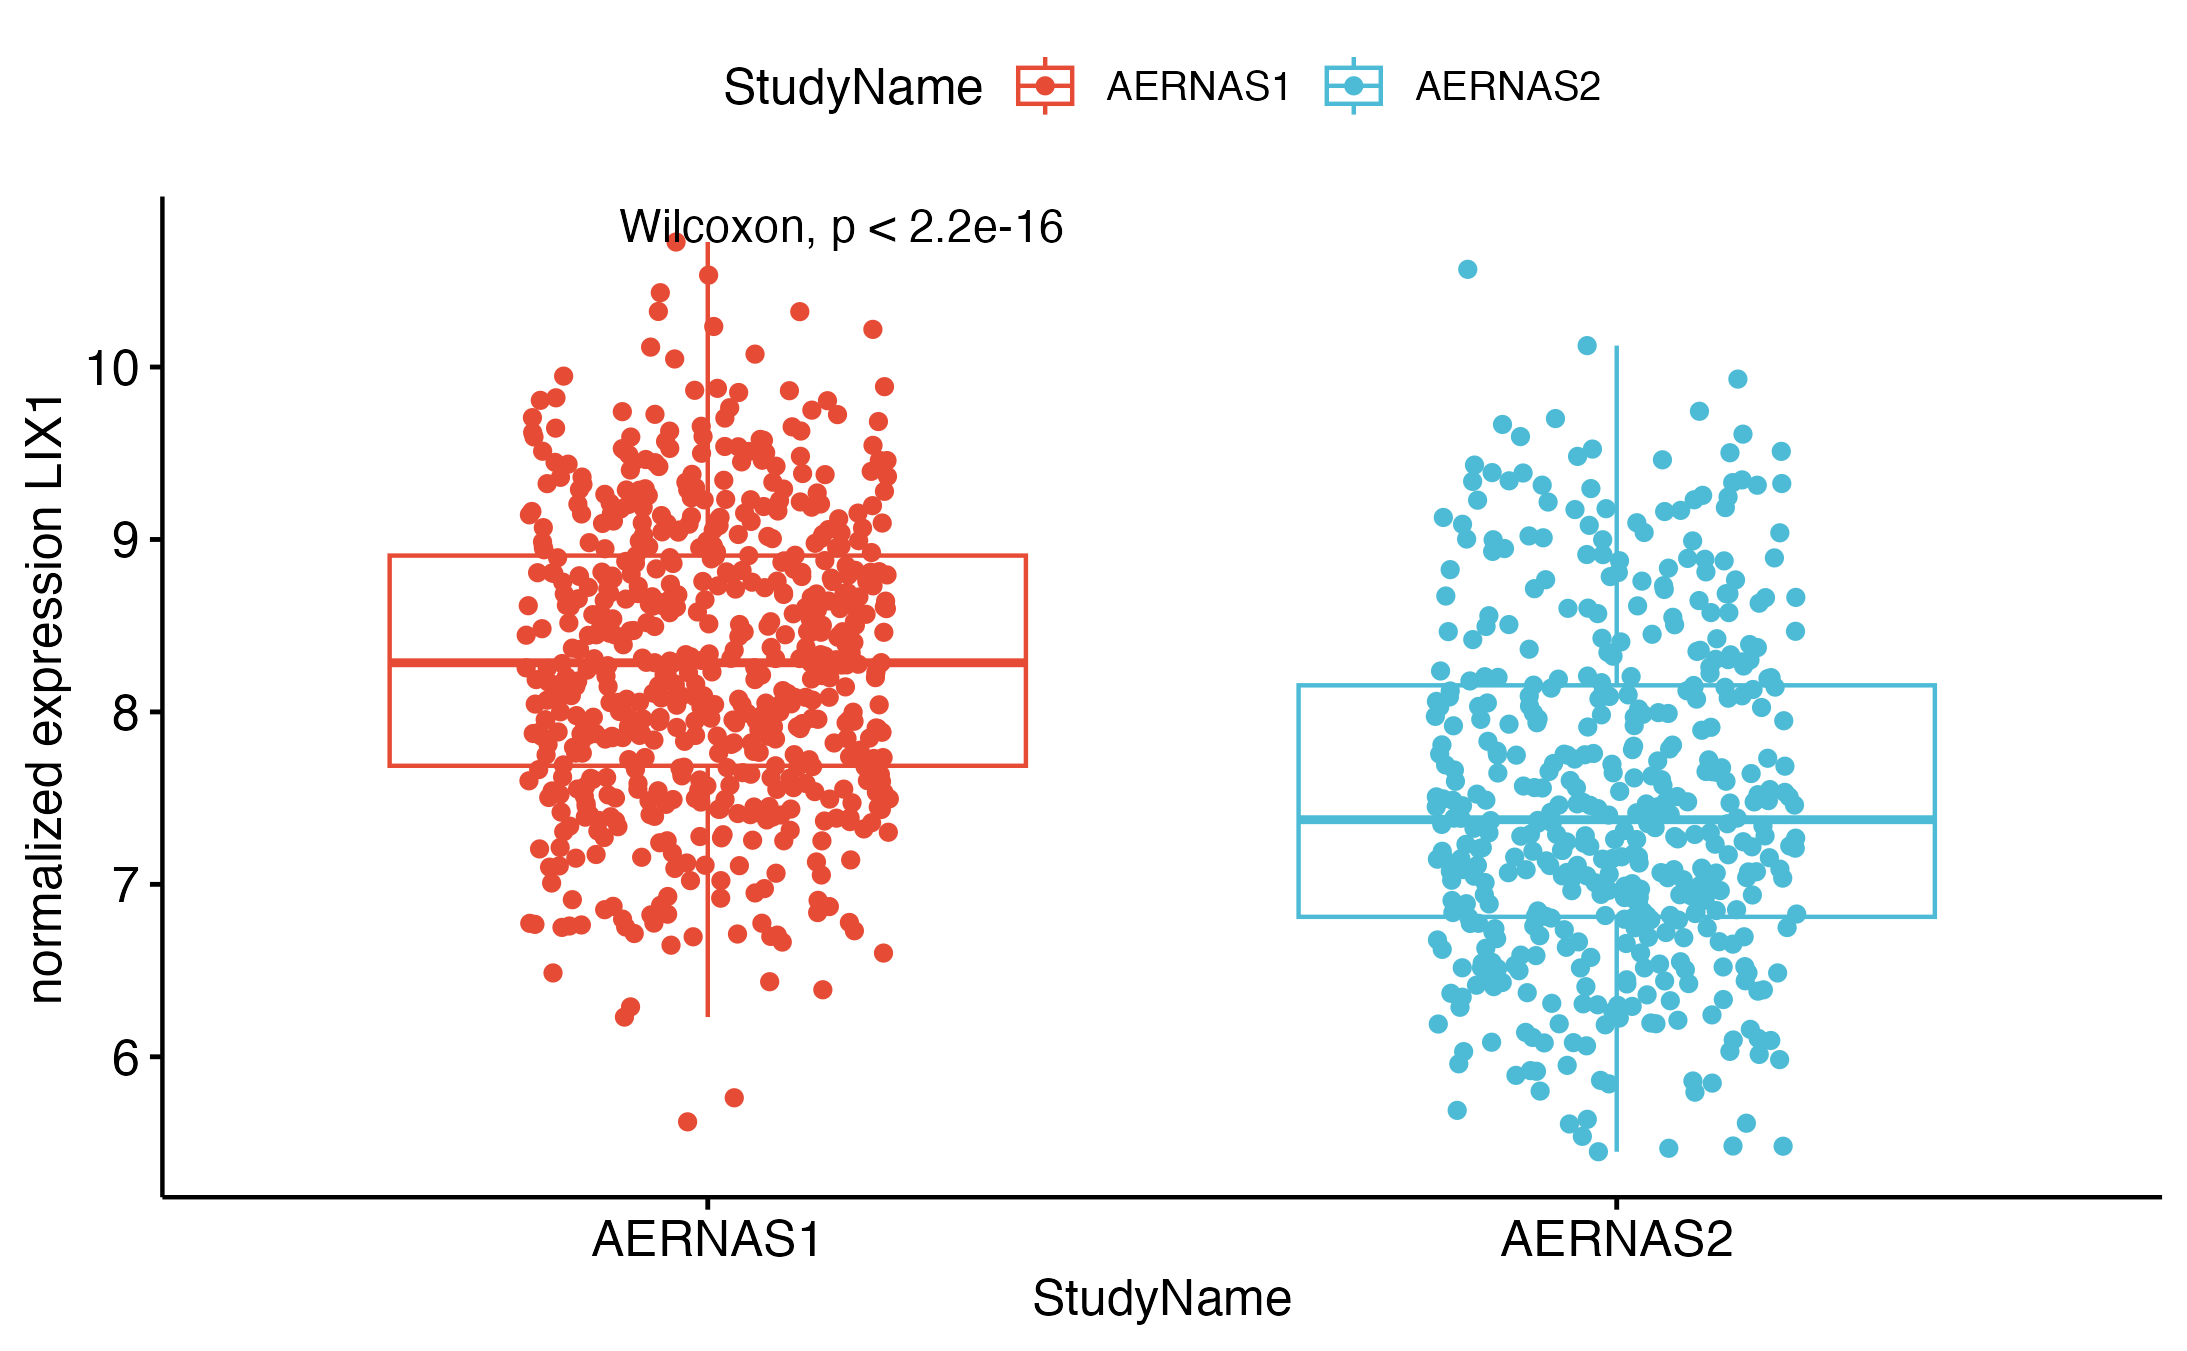 StudyName AERNAS1 AERNAS2
Wilcoxon, p < 2.2e-16
normalized expression LIX1
10
9
8
7
6
AERNAS1 AERNAS2
StudyName